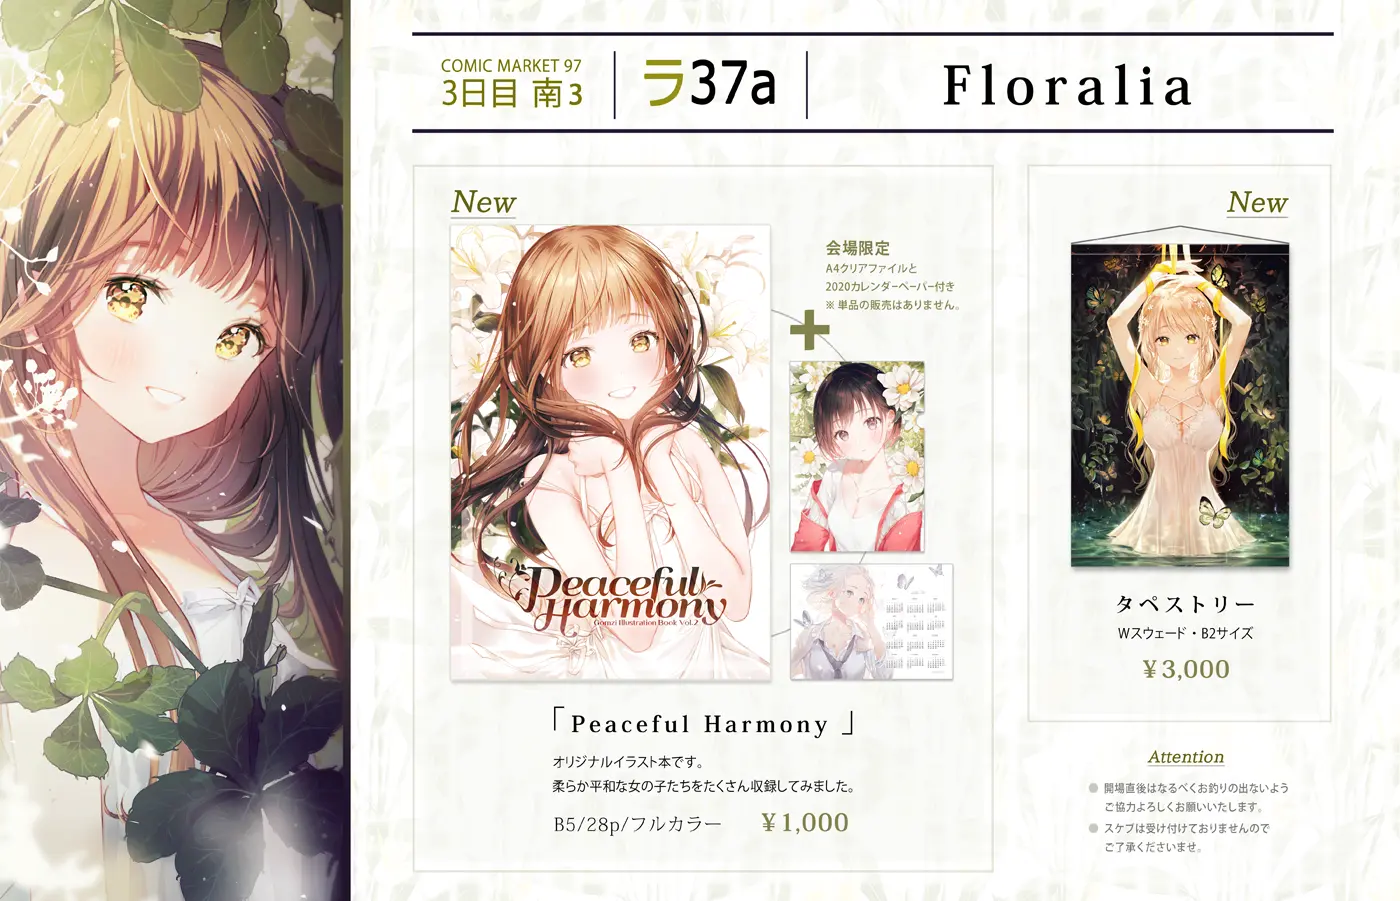 COMIC MARKET 97
3日目 南3
ラ37a
Floralia
New
会場限定
A4クリアファイルと
2020カレンダーペーパー付き
※単品の販売はありません。
Peaceful
Harmony
Gomzi Illustration Book Vol.2
「Peaceful Harmony」
オリジナルイラスト本です。
柔らか平和な女の子たちをたくさん収録してみました。
B5/28p/フルカラー ¥1,000
New
タペストリー
Wスウェード・B2サイズ
¥3,000
Attention
開場直後はなるべくお釣りの出ないよう
ご協力よろしくお願いいたします。
スケブは受け付けておりませんので
ご了承くださいませ。